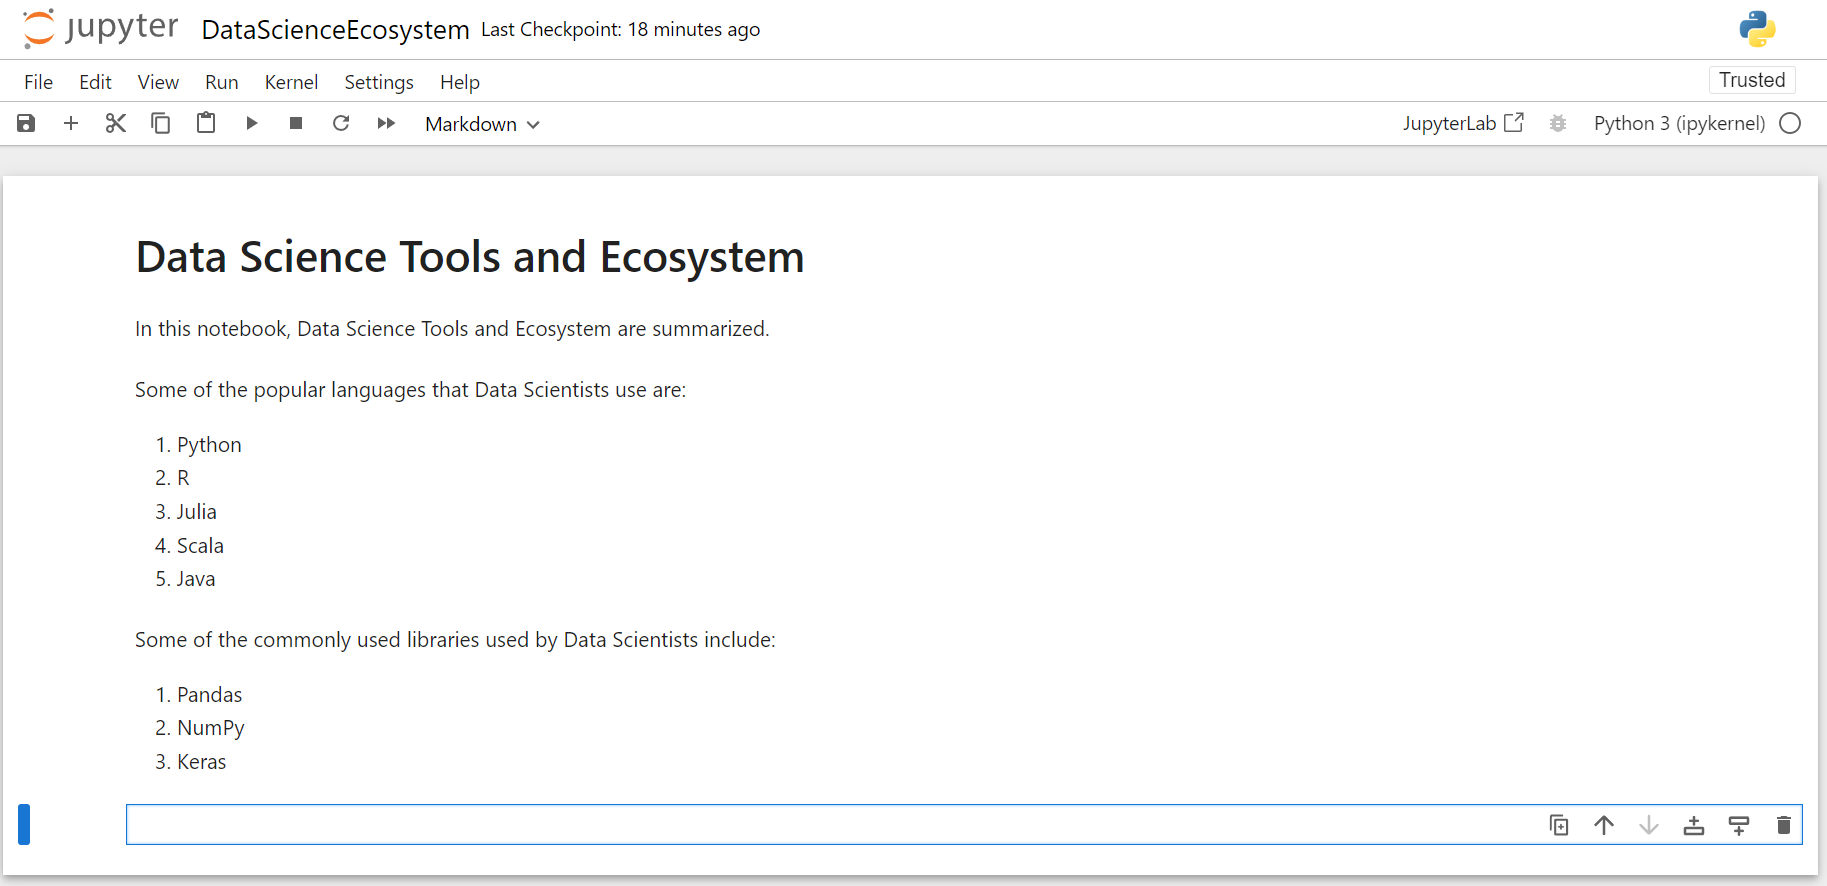 jupyter DataScienceEcosystem Last Checkpoint: 18 minutes ago
File Edit View Run Kernel Settings Help Trusted
Markdown JupyterLab Python 3 (ipykernel)
Data Science Tools and Ecosystem
In this notebook, Data Science Tools and Ecosystem are summarized.
Some of the popular languages that Data Scientists use are:
1. Python
2. R
3. Julia
4. Scala
5. Java
Some of the commonly used libraries used by Data Scientists include:
1. Pandas
2. NumPy
3. Keras